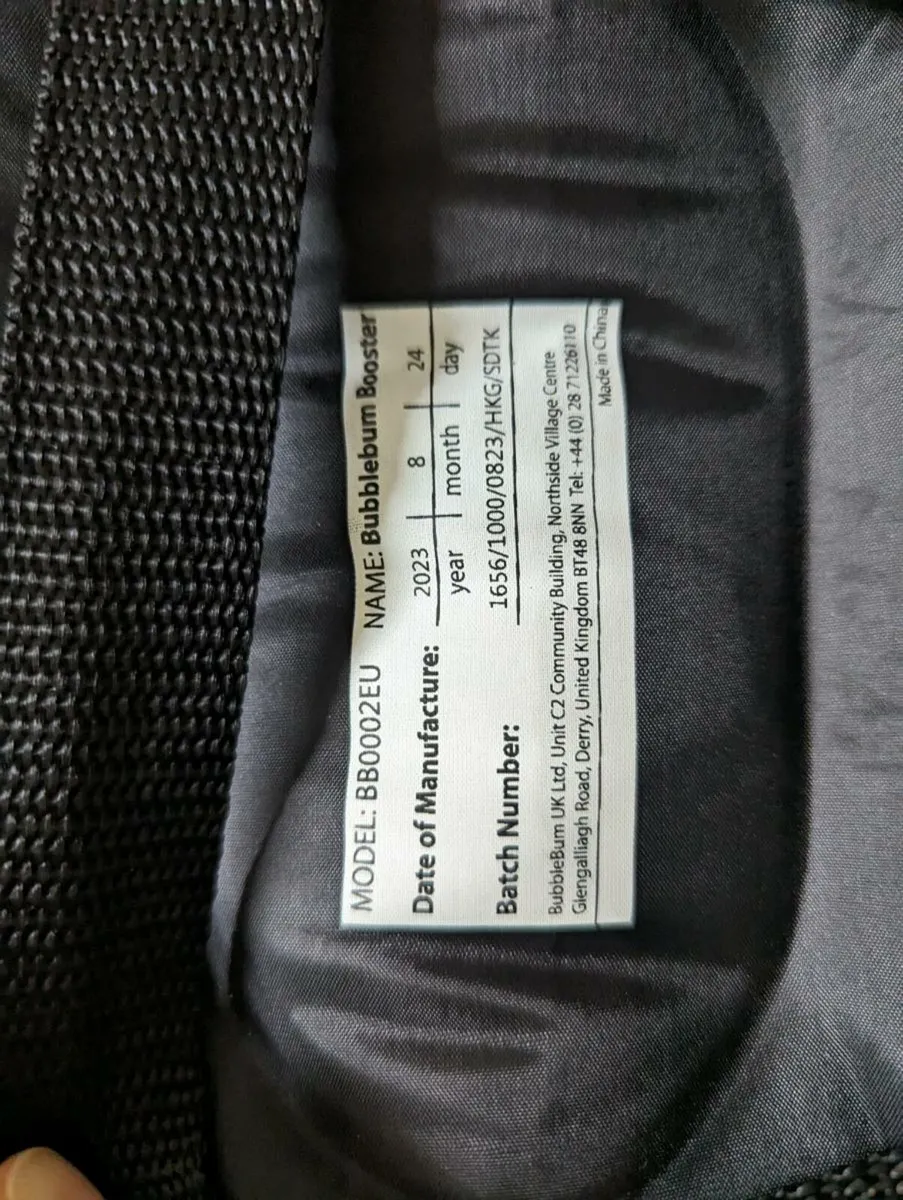 MODEL: BB0002EU NAME: Bubblebum Booster
Date of Manufacture: 2023 | 8 | 24
year | month | day
Batch Number: 1656/1000/0823/HKG/SDTK
BubbleBum UK Ltd, Unit C2 Community Building, Northside Village Centre
Glengalliagh Road, Derry, United Kingdom BT48 8NN Tel: +44 (0) 28 71226110
Made in China